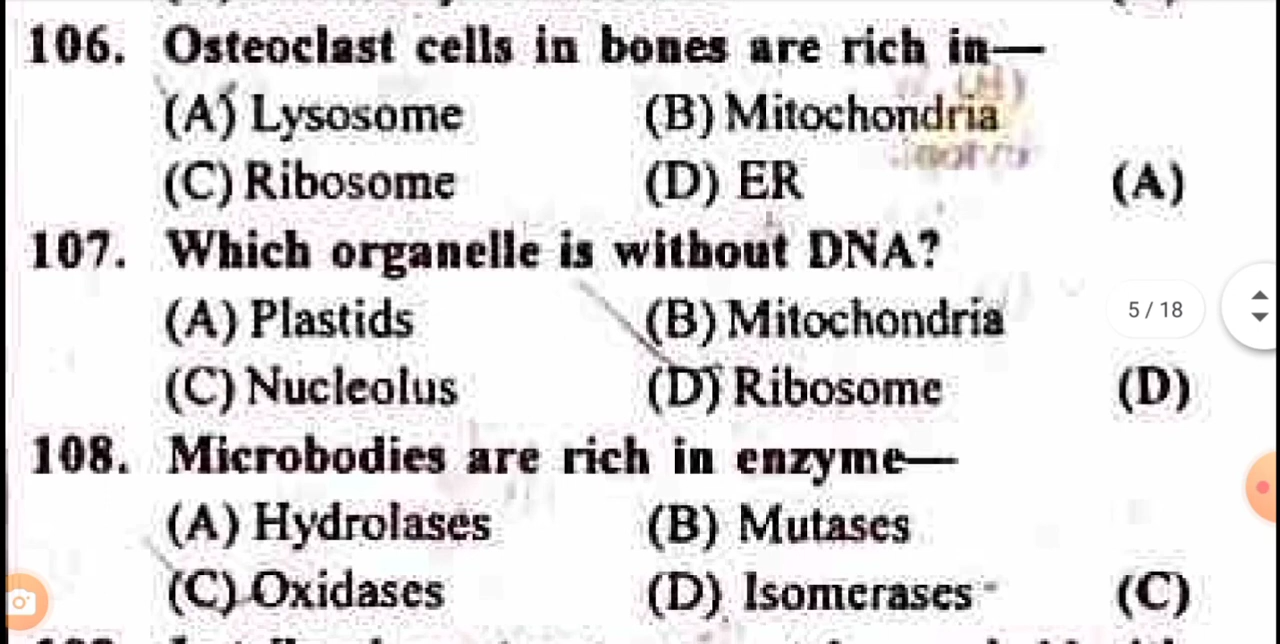 106. Osteoclast cells in bones are rich in—
(A) Lysosome (B) Mitochondria
(C) Ribosome (D) ER (A)
107. Which organelle is without DNA?
(A) Plastids (B) Mitochondria
5 / 18
(C) Nucleolus (D) Ribosome (D)
108. Microbodies are rich in enzyme—
(A) Hydrolases (B) Mutases
(C) Oxidases (D) Isomerases (C)